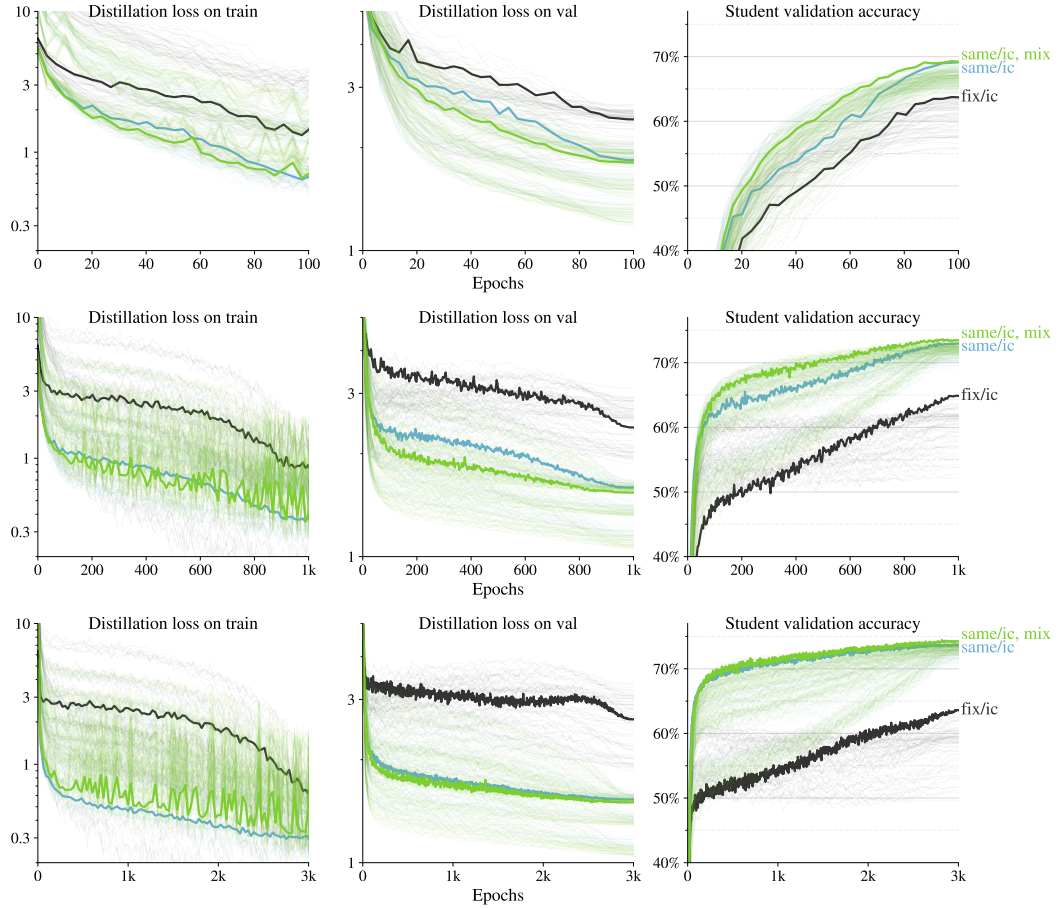 Distillation loss on train
Distillation loss on val
Student validation accuracy
10
3
1
0.3
0 20 40 60 80 100
3
1
0 20 40 60 80 100
Epochs
70%
60%
50%
40%
0 20 40 60 80 100
same/ic, mix
same/ic
fix/ic
Distillation loss on train
Distillation loss on val
Student validation accuracy
10
3
1
0.3
0 200 400 600 800 1k
3
1
0 200 400 600 800 1k
Epochs
70%
60%
50%
40%
0 200 400 600 800 1k
same/ic, mix
same/ic
fix/ic
Distillation loss on train
Distillation loss on val
Student validation accuracy
10
3
1
0.3
0 1k 2k 3k
3
1
0 1k 2k 3k
Epochs
70%
60%
50%
40%
0 1k 2k 3k
same/ic, mix
same/ic
fix/ic